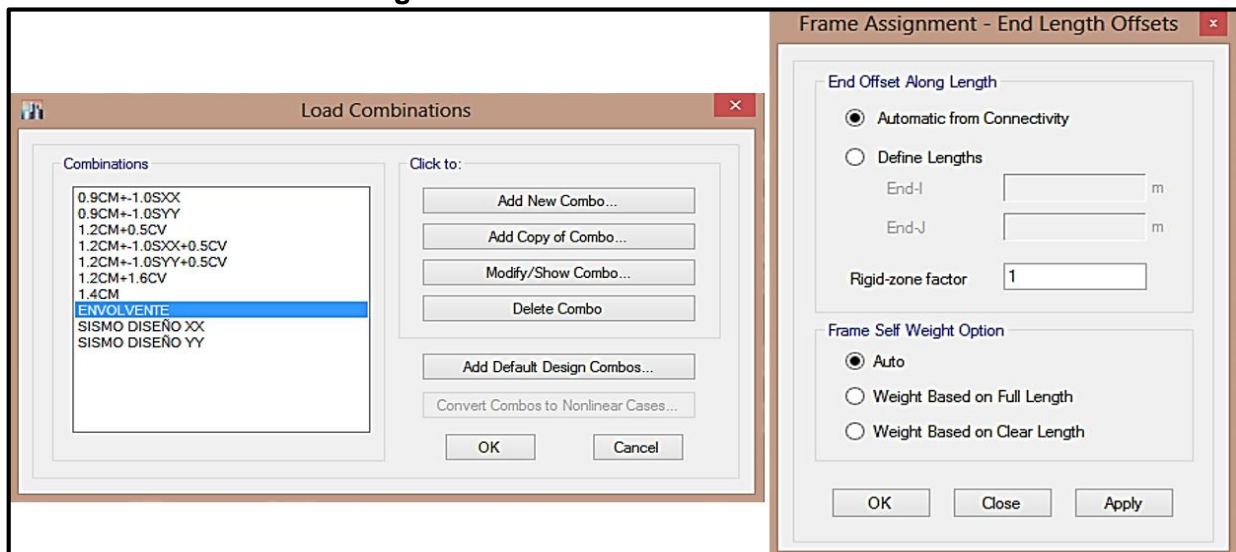 Load Combinations
Combinations
0.9CM+-1.0SXX
0.9CM+-1.0SYY
1.2CM+0.5CV
1.2CM+-1.0SXX+0.5CV
1.2CM+-1.0SYY+0.5CV
1.2CM+1.6CV
1.4CM
ENVOLVENTE
SISMO DISEÑO XX
SISMO DISEÑO YY
Click to:
Add New Combo...
Add Copy of Combo...
Modify/Show Combo...
Delete Combo
Add Default Design Combos...
Convert Combos to Nonlinear Cases...
OK
Cancel
Frame Assignment - End Length Offsets
End Offset Along Length
Automatic from Connectivity
Define Lengths
End-I m
End-J m
Rigid-zone factor 1
Frame Self Weight Option
Auto
Weight Based on Full Length
Weight Based on Clear Length
OK Close Apply